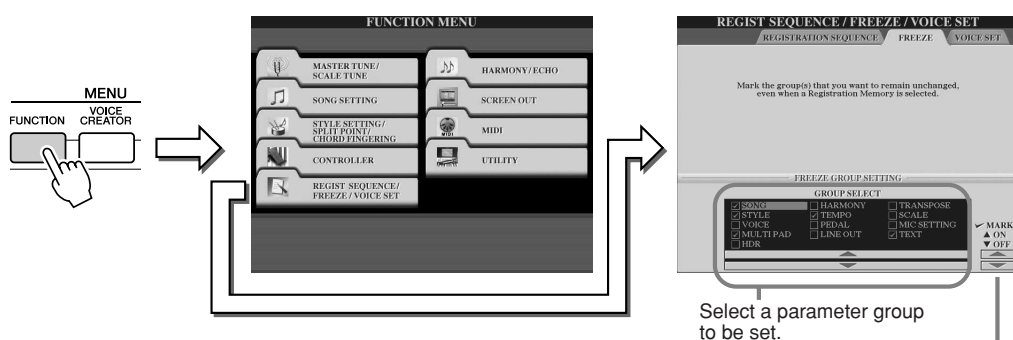 MENU
FUNCTION
VOICE
CREATOR
FUNCTION MENU
MASTER TUNE/
SCALE TUNE
SONG SETTING
STYLE SETTING/
SPLIT POINT/
CHORD FINGERING
CONTROLLER
REGIST SEQUENCE/
FREEZE/VOICE SET
HARMONY/ECHO
SCREEN OUT
MIDI
MIDI
UTILITY
REGIST SEQUENCE / FREEZE / VOICE SET
REGISTRATION SEQUENCE FREEZE VOICE SET
Mark the group(s) that you want to remain unchanged,
even when a Registration Memory is selected.
FREEZE GROUP SETTING
GROUP SELECT
SONG HARMONY TRANSPOSE
STYLE TEMPO SCALE
VOICE PEDAL MIC SETTING
MULTI PAD LINE OUT TEXT
HDR
MARK
▲ ON
▼ OFF
Select a parameter group
to be set.